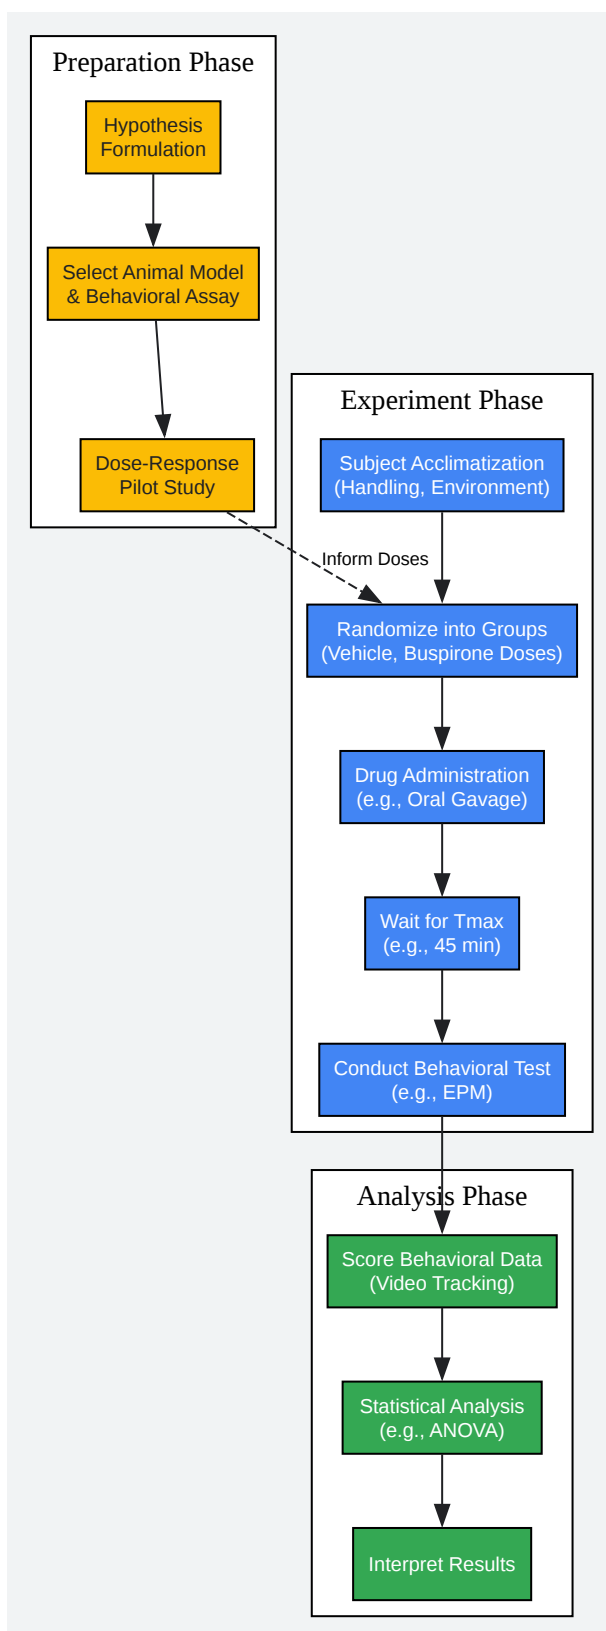 Preparation Phase
Hypothesis
Formulation
Select Animal Model
& Behavioral Assay
Dose-Response
Pilot Study
Experiment Phase
Subject Acclimatization
(Handling, Environment)
Inform Doses
Randomize into Groups
(Vehicle, Buspirone Doses)
Drug Administration
(e.g., Oral Gavage)
Wait for Tmax
(e.g., 45 min)
Conduct Behavioral Test
(e.g., EPM)
Analysis Phase
Score Behavioral Data
(Video Tracking)
Statistical Analysis
(e.g., ANOVA)
Interpret Results